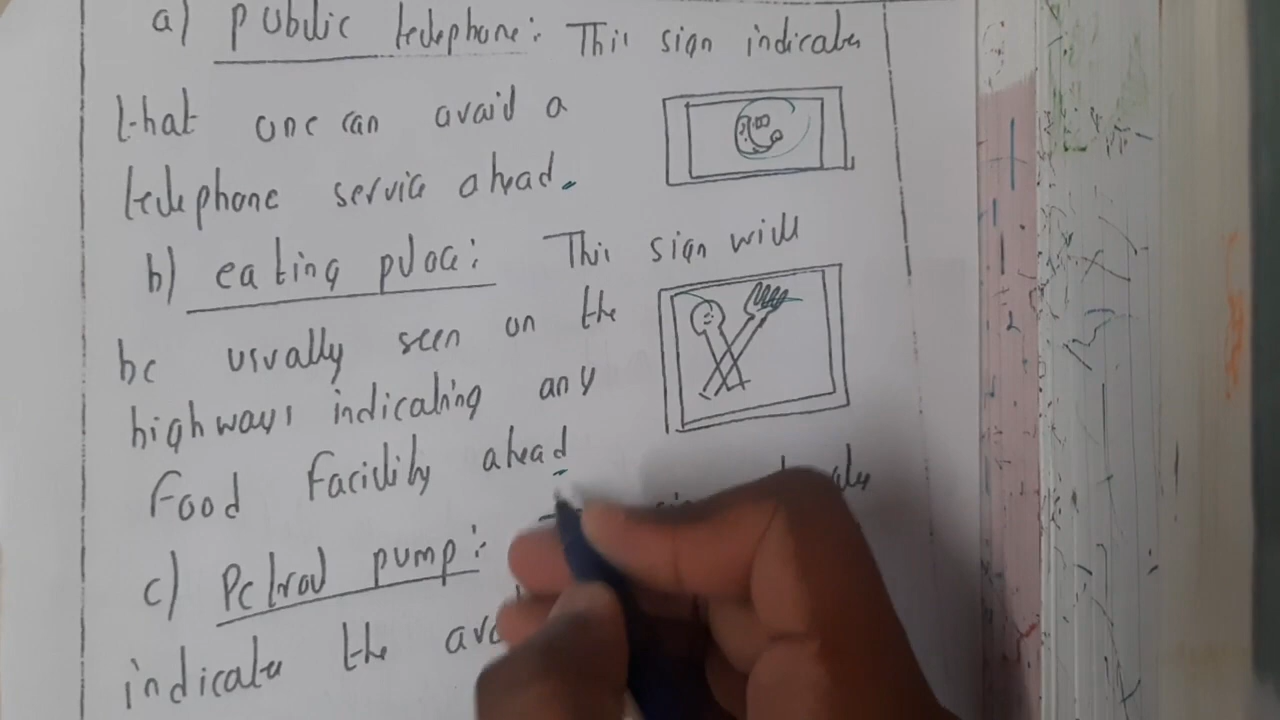 a) public telephone: This sign indicates
that one can avaid a
telephone service ahead.
b) eating place: This sign will
be usually seen on the
highways indicating any
Food Facility ahead
c) Petrol pump:
indicate the